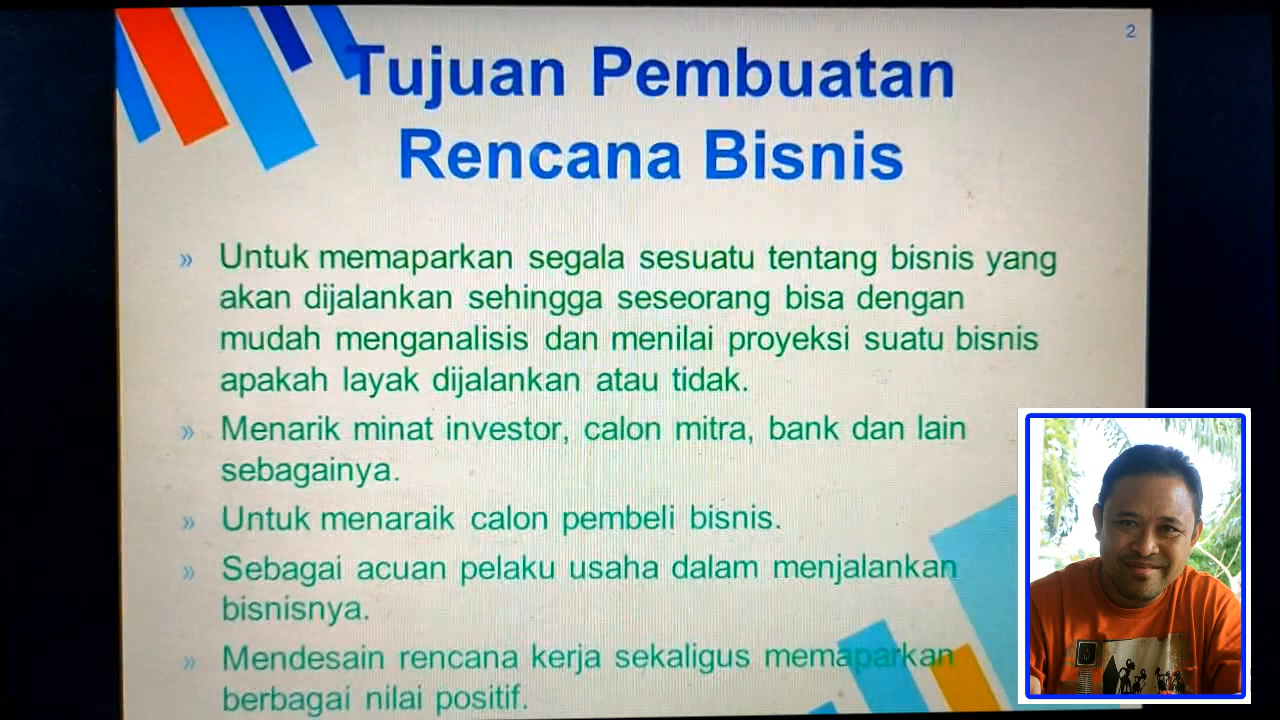 2
Tujuan Pembuatan
Rencana Bisnis
» Untuk memaparkan segala sesuatu tentang bisnis yang
akan dijalankan sehingga seseorang bisa dengan
mudah menganalisis dan menilai proyeksi suatu bisnis
apakah layak dijalankan atau tidak.
» Menarik minat investor, calon mitra, bank dan lain
sebagainya.
» Untuk menaraik calon pembeli bisnis.
» Sebagai acuan pelaku usaha dalam menjalankan
bisnisnya.
» Mendesain rencana kerja sekaligus memaparkan
berbagai nilai positif.